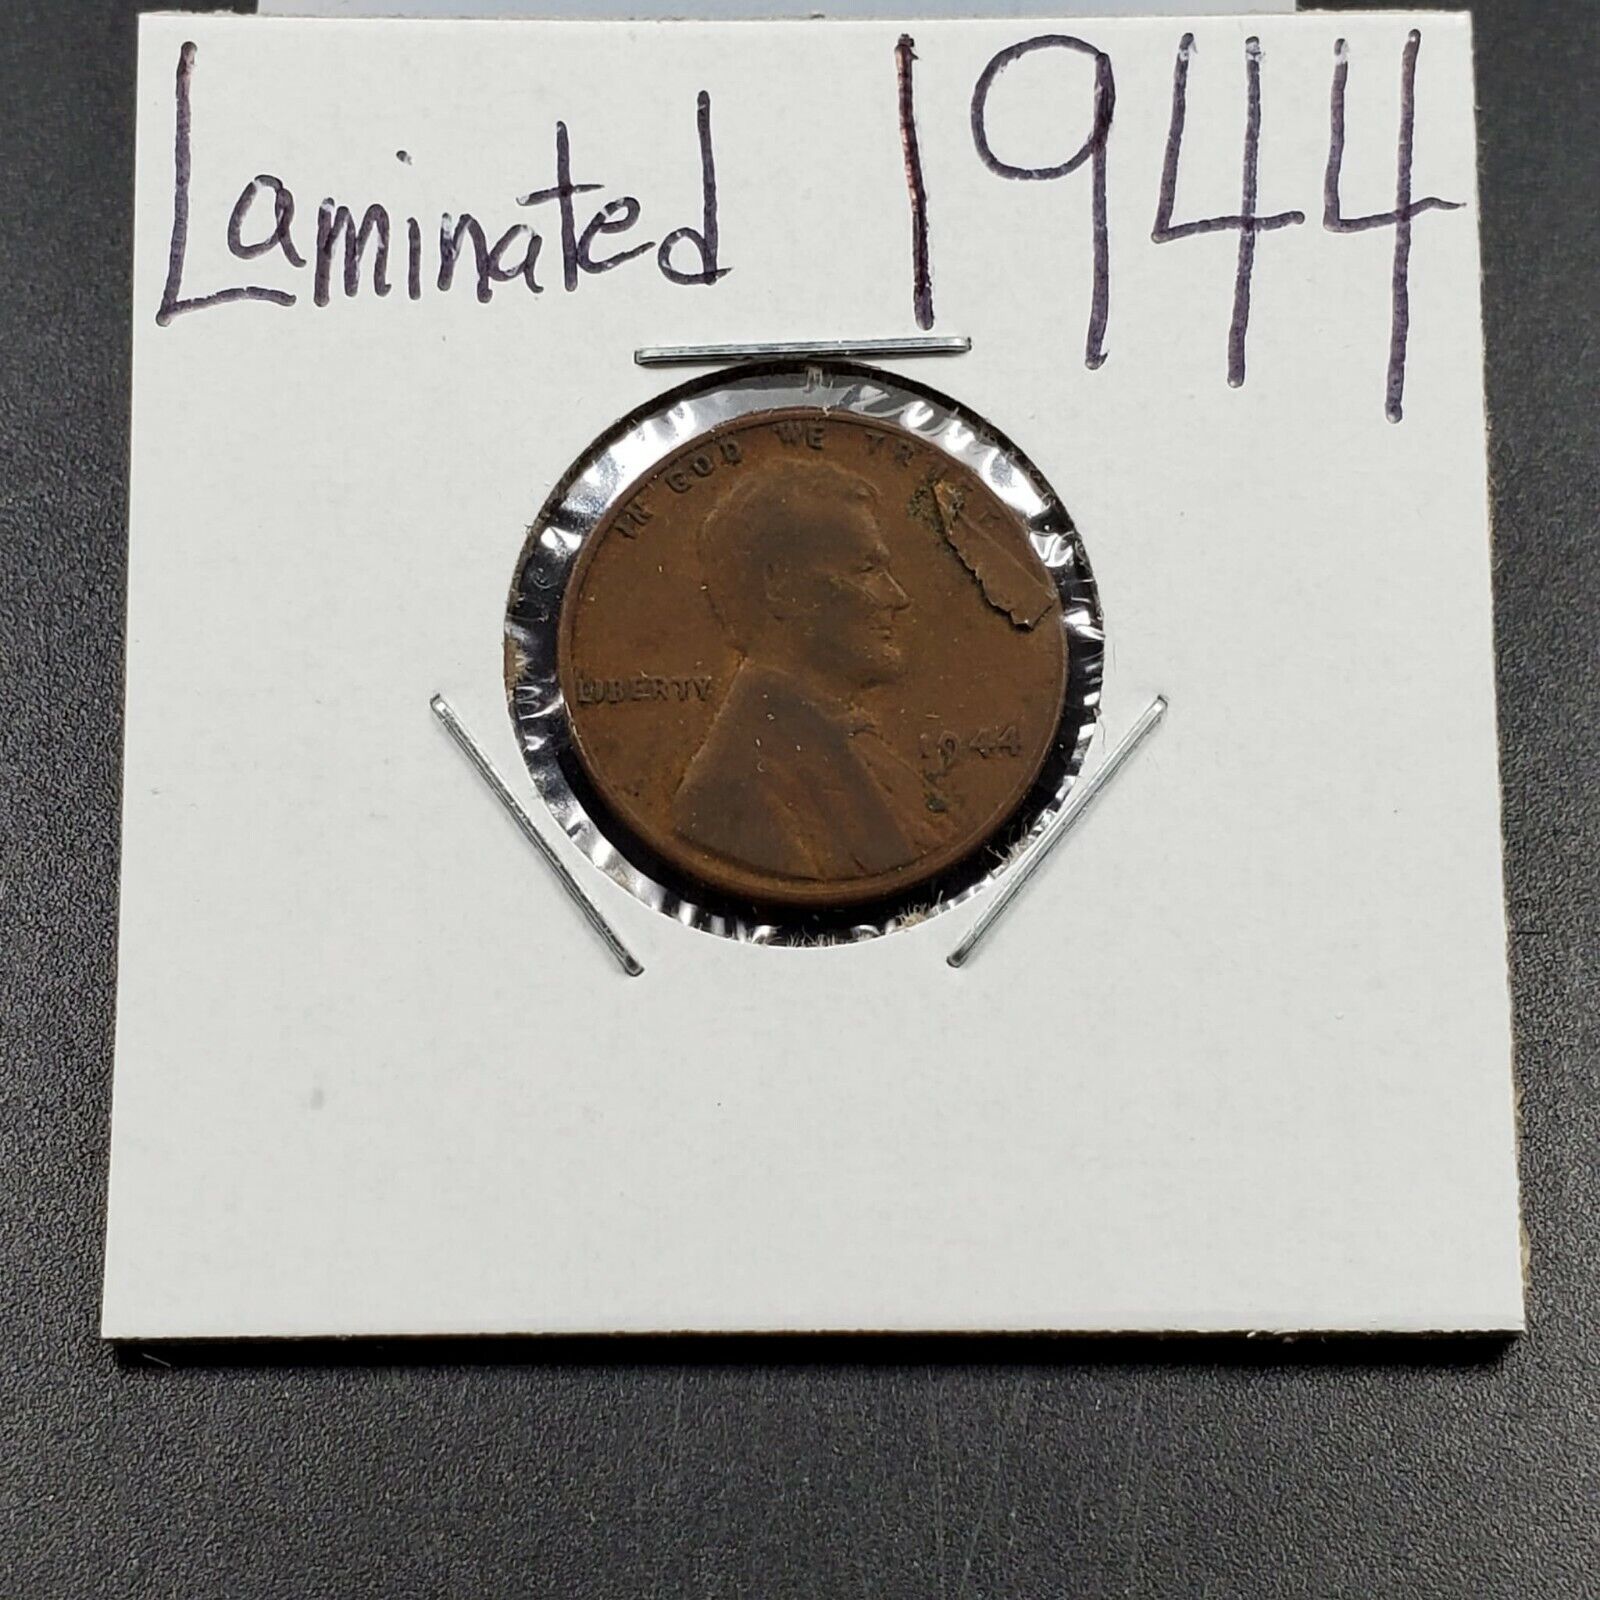 Laminated 1944
IN GOD WE TRUST
LIBERTY
1944